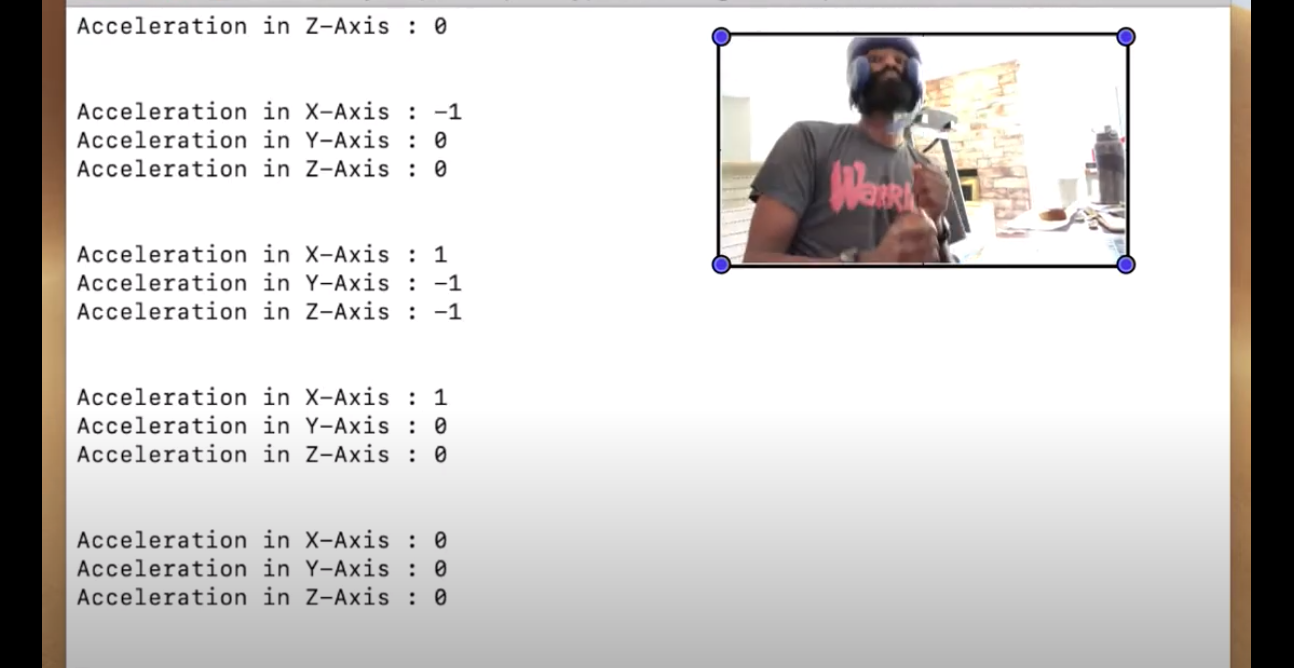 Acceleration in Z-Axis : 0
Acceleration in X-Axis : -1
Acceleration in Y-Axis : 0
Acceleration in Z-Axis : 0
Acceleration in X-Axis : 1
Acceleration in Y-Axis : -1
Acceleration in Z-Axis : -1
Acceleration in X-Axis : 1
Acceleration in Y-Axis : 0
Acceleration in Z-Axis : 0
Acceleration in X-Axis : 0
Acceleration in Y-Axis : 0
Acceleration in Z-Axis : 0